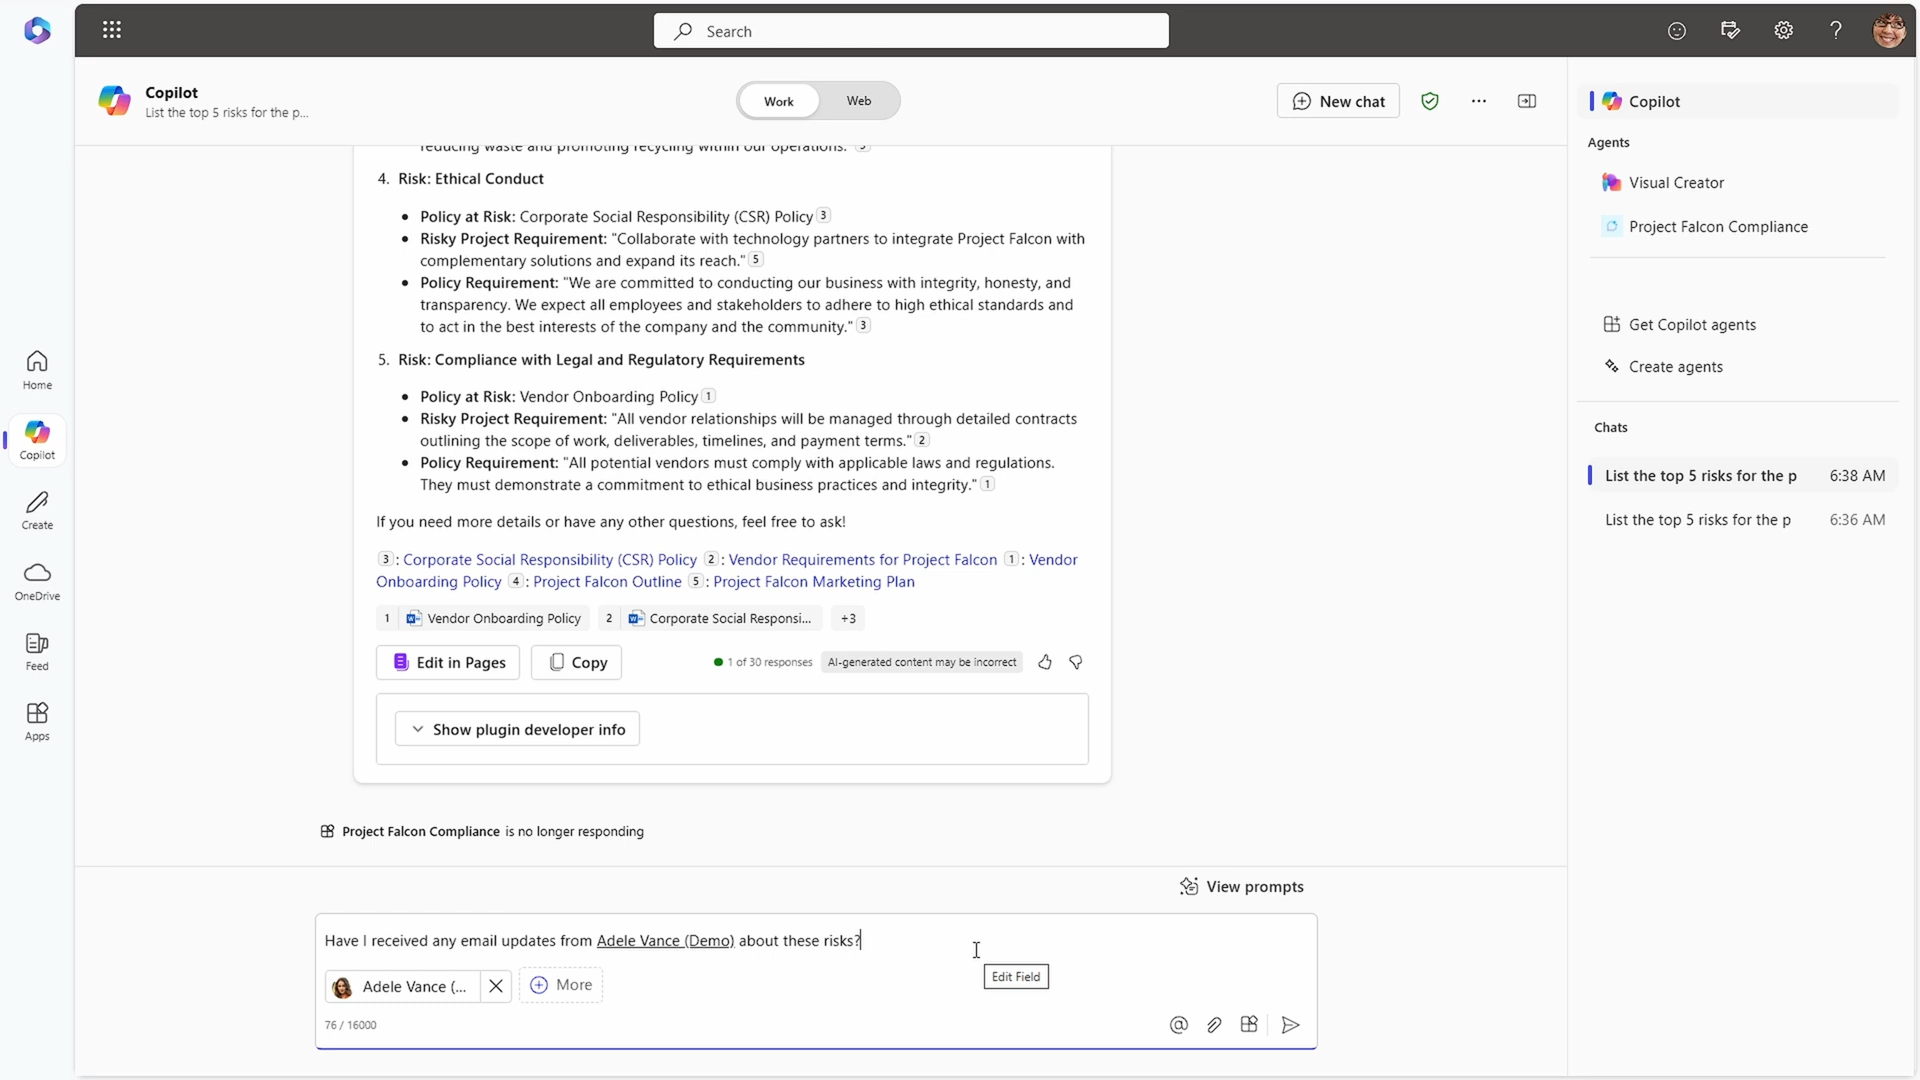 Search
Copilot
List the top 5 risks for the p...
Work
Web
New chat
reducing waste and promoting recycling within our operations. 5
4. Risk: Ethical Conduct
• Policy at Risk: Corporate Social Responsibility (CSR) Policy 3
• Risky Project Requirement: "Collaborate with technology partners to integrate Project Falcon with
complementary solutions and expand its reach." 5
• Policy Requirement: "We are committed to conducting our business with integrity, honesty, and
transparency. We expect all employees and stakeholders to adhere to high ethical standards and
to act in the best interests of the company and the community." 3
5. Risk: Compliance with Legal and Regulatory Requirements
• Policy at Risk: Vendor Onboarding Policy 1
• Risky Project Requirement: "All vendor relationships will be managed through detailed contracts
outlining the scope of work, deliverables, timelines, and payment terms." 2
• Policy Requirement: "All potential vendors must comply with applicable laws and regulations.
They must demonstrate a commitment to ethical business practices and integrity." 1
If you need more details or have any other questions, feel free to ask!
3 : Corporate Social Responsibility (CSR) Policy 2 : Vendor Requirements for Project Falcon 1 : Vendor
Onboarding Policy 4 : Project Falcon Outline 5 : Project Falcon Marketing Plan
1 Vendor Onboarding Policy 2 Corporate Social Responsi... +3
Edit in Pages
Copy
1 of 30 responses
AI-generated content may be incorrect
Show plugin developer info
Project Falcon Compliance is no longer responding
View prompts
Have I received any email updates from Adele Vance (Demo) about these risks?
Edit Field
Adele Vance (...
More
76 / 16000
Home
Copilot
Create
OneDrive
Feed
Apps
Copilot
Agents
Visual Creator
Project Falcon Compliance
Get Copilot agents
Create agents
Chats
List the top 5 risks for the p 6:38 AM
List the top 5 risks for the p 6:36 AM